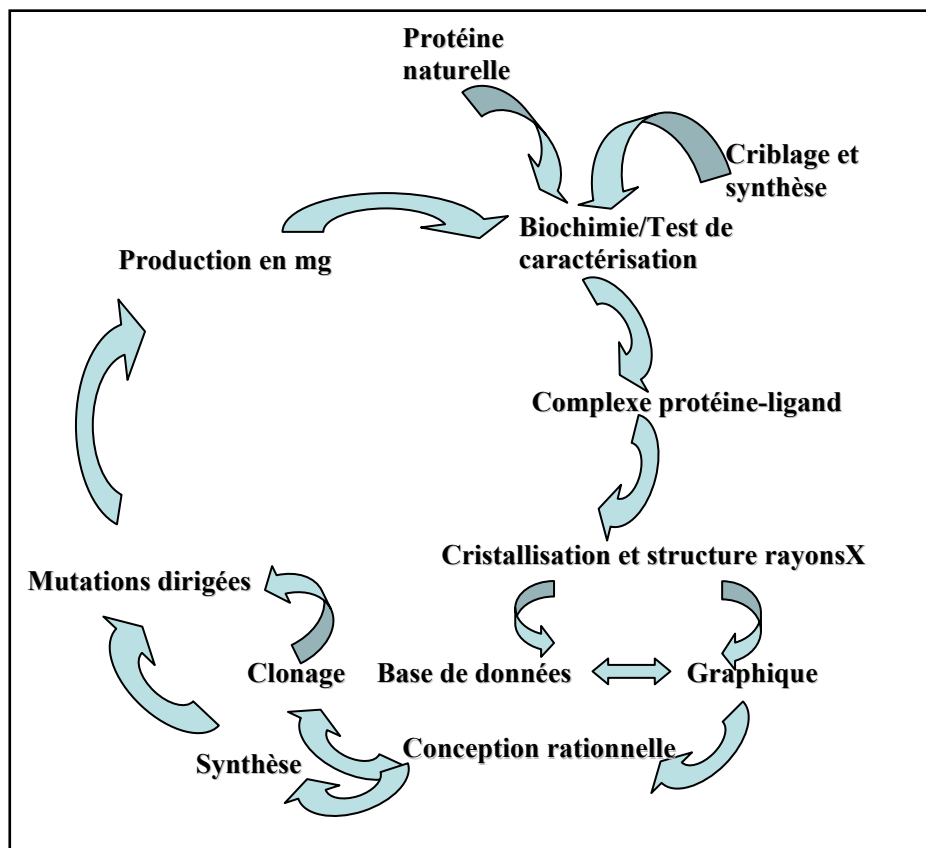 Protéine
naturelle
Criblage et
synthèse
Biochimie/Test de
caractérisation
Production en mg
Complexe protéine-ligand
Cristallisation et structure rayonsX
Mutations dirigées
Clonage
Base de données
Graphique
Conception rationnelle
Synthèse